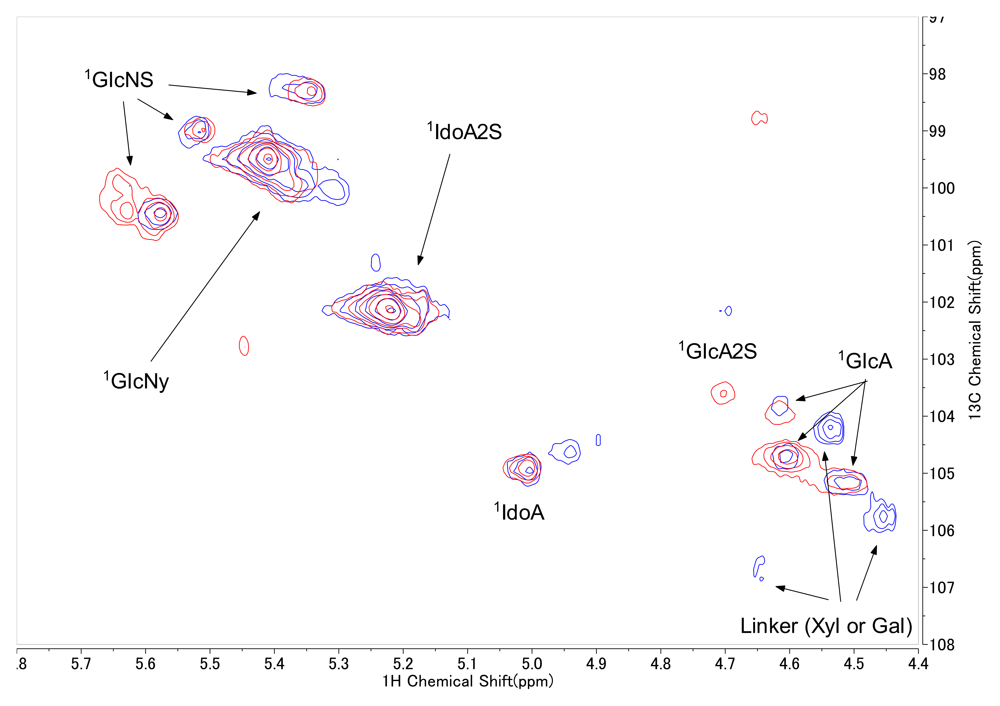 97
¹GlcNS
98
¹IdoA2S
99
100
101
102
¹GlcA2S
¹GlcA
103
¹GlcNy
104
105
¹IdoA
106
107
Linker (Xyl or Gal)
108
13C Chemical Shift(ppm)
.8 5.7 5.6 5.5 5.4 5.3 5.2 5.1 5.0 4.9 4.8 4.7 4.6 4.5 4.4
1H Chemical Shift(ppm)